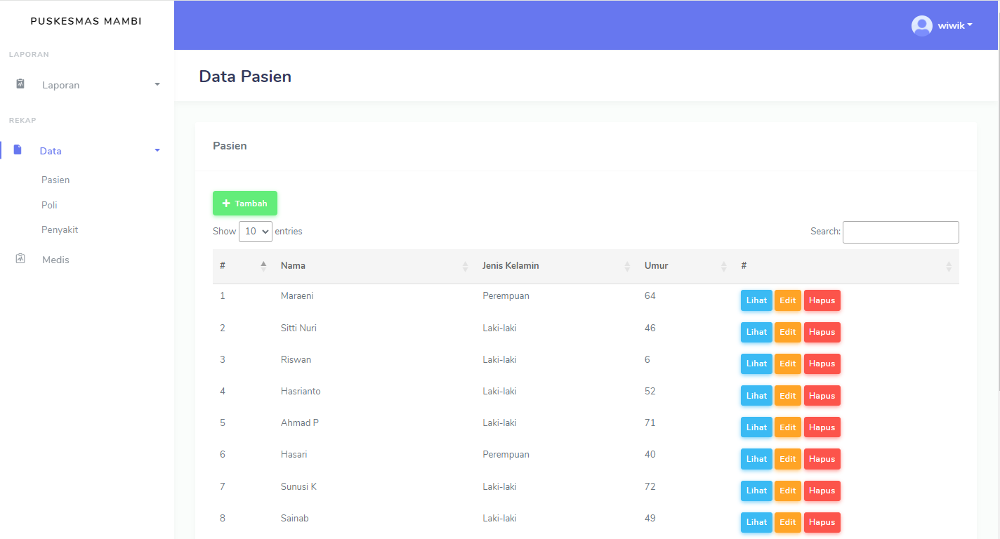 PUSKESMAS MAMBI
wiwik
LAPORAN
Laporan
REKAP
Data
Pasien
Poli
Penyakit
Medis
Data Pasien
Pasien
Tambah
Show 10 entries
Search:
# Nama Jenis Kelamin Umur #
1 Maraeni Perempuan 64 Lihat Edit Hapus
2 Sitti Nuri Laki-laki 46 Lihat Edit Hapus
3 Riswan Laki-laki 6 Lihat Edit Hapus
4 Hasrianto Laki-laki 52 Lihat Edit Hapus
5 Ahmad P Laki-laki 71 Lihat Edit Hapus
6 Hasari Perempuan 40 Lihat Edit Hapus
7 Sunusi K Laki-laki 72 Lihat Edit Hapus
8 Sainab Laki-laki 49 Lihat Edit Hapus